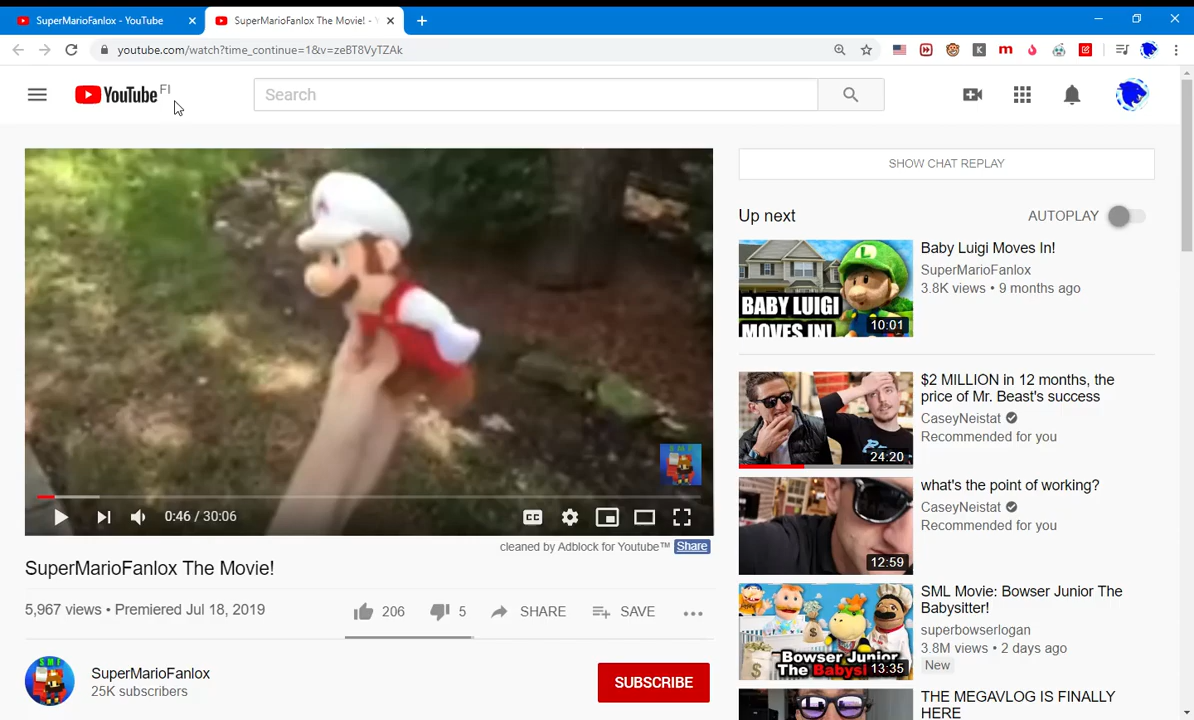 SuperMarioFanlox - YouTube
SuperMarioFanlox The Movie! -
youtube.com/watch?time_continue=1&v=zeBT8VyTZAk
YouTube FI
Search
SHOW CHAT REPLAY
Up next
AUTOPLAY
BABY LUIGI
MOVES IN!
10:01
Baby Luigi Moves In!
SuperMarioFanlox
3.8K views • 9 months ago
24:20
$2 MILLION in 12 months, the
price of Mr. Beast's success
CaseyNeistat
Recommended for you
12:59
what's the point of working?
CaseyNeistat
Recommended for you
Bowser Junior
The Babysi
13:35
SML Movie: Bowser Junior The
Babysitter!
superbowserlogan
3.8M views • 2 days ago
New
THE MEGAVLOG IS FINALLY
HERE
SMF
0:46 / 30:06
CC
cleaned by Adblock for Youtube™ Share
SuperMarioFanlox The Movie!
5,967 views • Premiered Jul 18, 2019
206
5
SHARE
SAVE
SMF
SuperMarioFanlox
25K subscribers
SUBSCRIBE